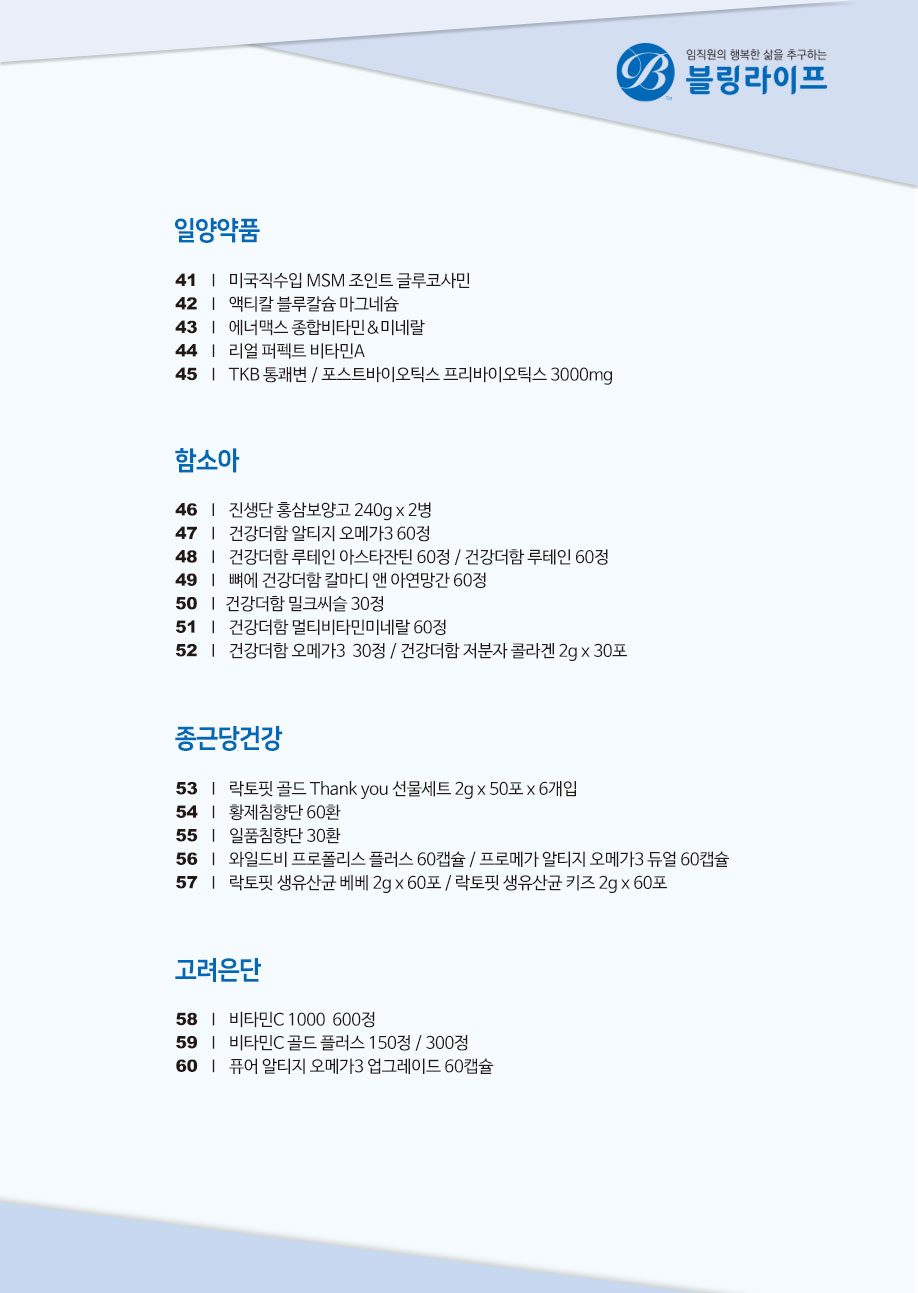 임직원의 행복한 삶을 추구하는
B
블링라이프
TM
일양약품
41 | 미국직수입 MSM 조인트 글루코사민
42 | 액티칼 블루칼슘 마그네슘
43 | 에너맥스 종합비타민&미네랄
44 | 리얼 퍼펙트 비타민A
45 | TKB 통쾌변 / 포스트바이오틱스 프리바이오틱스 3000mg
함소아
46 | 진생단 홍삼보양고 240g x 2병
47 | 건강더함 알티지 오메가3 60정
48 | 건강더함 루테인 아스타잔틴 60정 / 건강더함 루테인 60정
49 | 뼈에 건강더함 칼마디 앤 아연망간 60정
50 | 건강더함 밀크씨슬 30정
51 | 건강더함 멀티비타민미네랄 60정
52 | 건강더함 오메가3 30정 / 건강더함 저분자 콜라겐 2g x 30포
종근당건강
53 | 락토핏 골드 Thank you 선물세트 2g x 50포 x 6개입
54 | 황제침향단 60환
55 | 일품침향단 30환
56 | 와일드비 프로폴리스 플러스 60캡슐 / 프로메가 알티지 오메가3 듀얼 60캡슐
57 | 락토핏 생유산균 베베 2g x 60포 / 락토핏 생유산균 키즈 2g x 60포
고려은단
58 | 비타민C 1000 600정
59 | 비타민C 골드 플러스 150정 / 300정
60 | 퓨어 알티지 오메가3 업그레이드 60캡슐